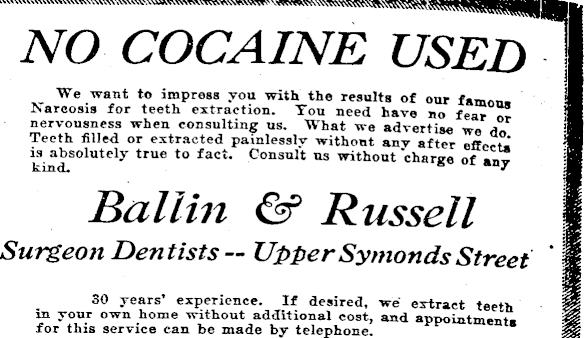 NO COCAINE USED
We want to impress you with the results of our famous
Narcosis for teeth extraction. You need have no fear or
nervousness when consulting us. What we advertise we do.
Teeth filled or extracted painlessly without any after effects
is absolutely true to fact. Consult us without charge of any
kind.
Ballin & Russell
Surgeon Dentists -- Upper Symonds Street
30 years' experience. If desired, we extract teeth
in your own home without additional cost, and appointments
for this service can be made by telephone.